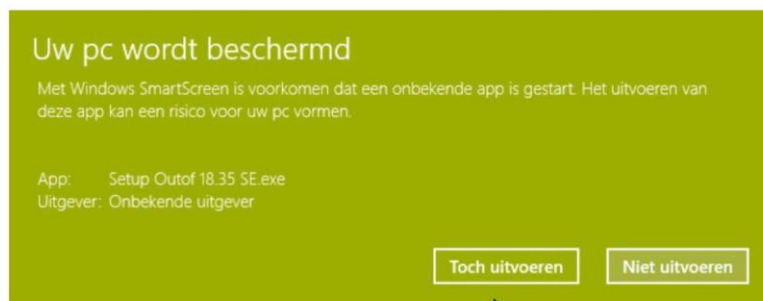 Uw pc wordt beschermd
Met Windows SmartScreen is voorkomen dat een onbekende app is gestart. Het uitvoeren van
deze app kan een risico voor uw pc vormen.
App: Setup Outof 18.35 SE.exe
Uitgever: Onbekende uitgever
Toch uitvoeren Niet uitvoeren